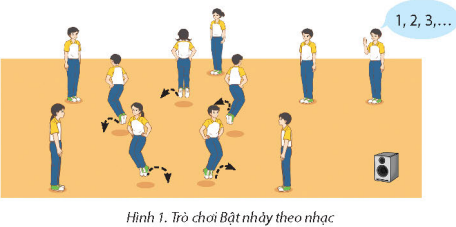 1, 2, 3,...
Hình 1. Trò chơi Bật nhảy theo nhạc